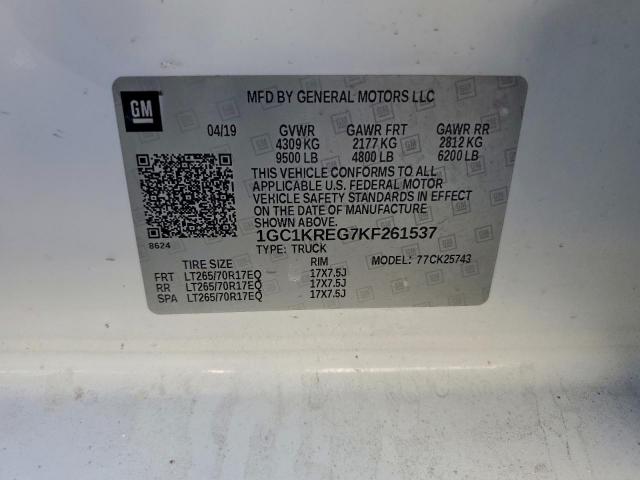 GM
MFD BY GENERAL MOTORS LLC
04/19 GVWR GAWR FRT GAWR RR
4309 KG 2177 KG 2812 KG
9500 LB 4800 LB 6200 LB
THIS VEHICLE CONFORMS TO ALL
APPLICABLE U.S. FEDERAL MOTOR
VEHICLE SAFETY STANDARDS IN EFFECT
ON THE DATE OF MANUFACTURE
SHOWN ABOVE.
8624
1GC1KREG7KF261537
TYPE: TRUCK
TIRE SIZE RIM MODEL: 77CK25743
FRT LT265/70R17EQ 17X7.5J
RR LT265/70R17EQ 17X7.5J
SPA LT265/70R17EQ 17X7.5J